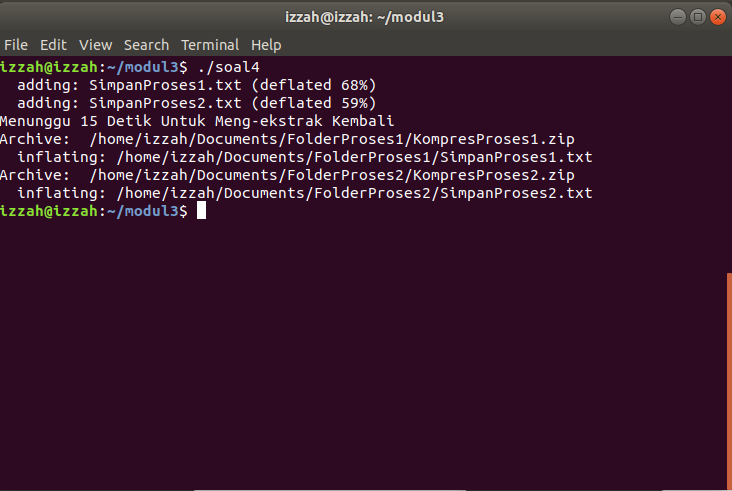 izzah@izzah: ~/modul3
File Edit View Search Terminal Help
izzah@izzah:~/modul3$ ./soal4
  adding: SimpanProses1.txt (deflated 68%)
  adding: SimpanProses2.txt (deflated 59%)
Menunggu 15 Detik Untuk Meng-ekstrak Kembali
Archive:  /home/izzah/Documents/FolderProses1/KompresProses1.zip
  inflating: /home/izzah/Documents/FolderProses1/SimpanProses1.txt
Archive:  /home/izzah/Documents/FolderProses2/KompresProses2.zip
  inflating: /home/izzah/Documents/FolderProses2/SimpanProses2.txt
izzah@izzah:~/modul3$